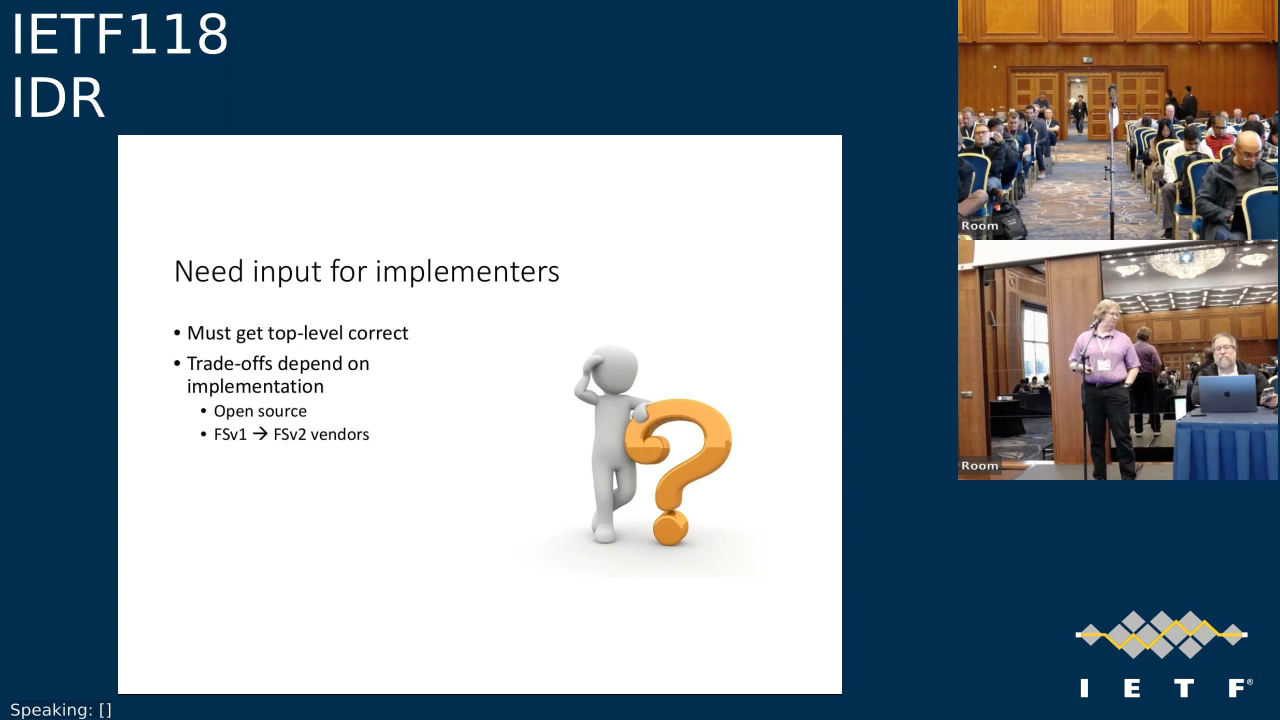 IETF118
IDR
Need input for implementers
• Must get top-level correct
• Trade-offs depend on
implementation
• Open source
• FSv1 → FSv2 vendors
Room
Room
I E T F®
Speaking: []